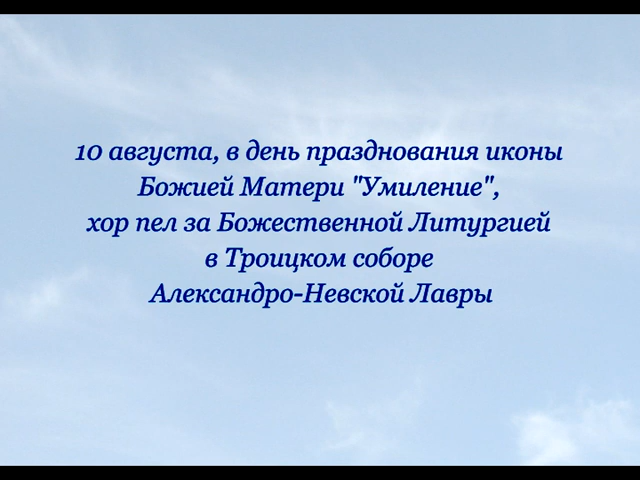 10 августа, в день празднования иконы
Божией Матери "Умиление",
хор пел за Божественной Литургией
в Троицком соборе
Александро-Невской Лавры